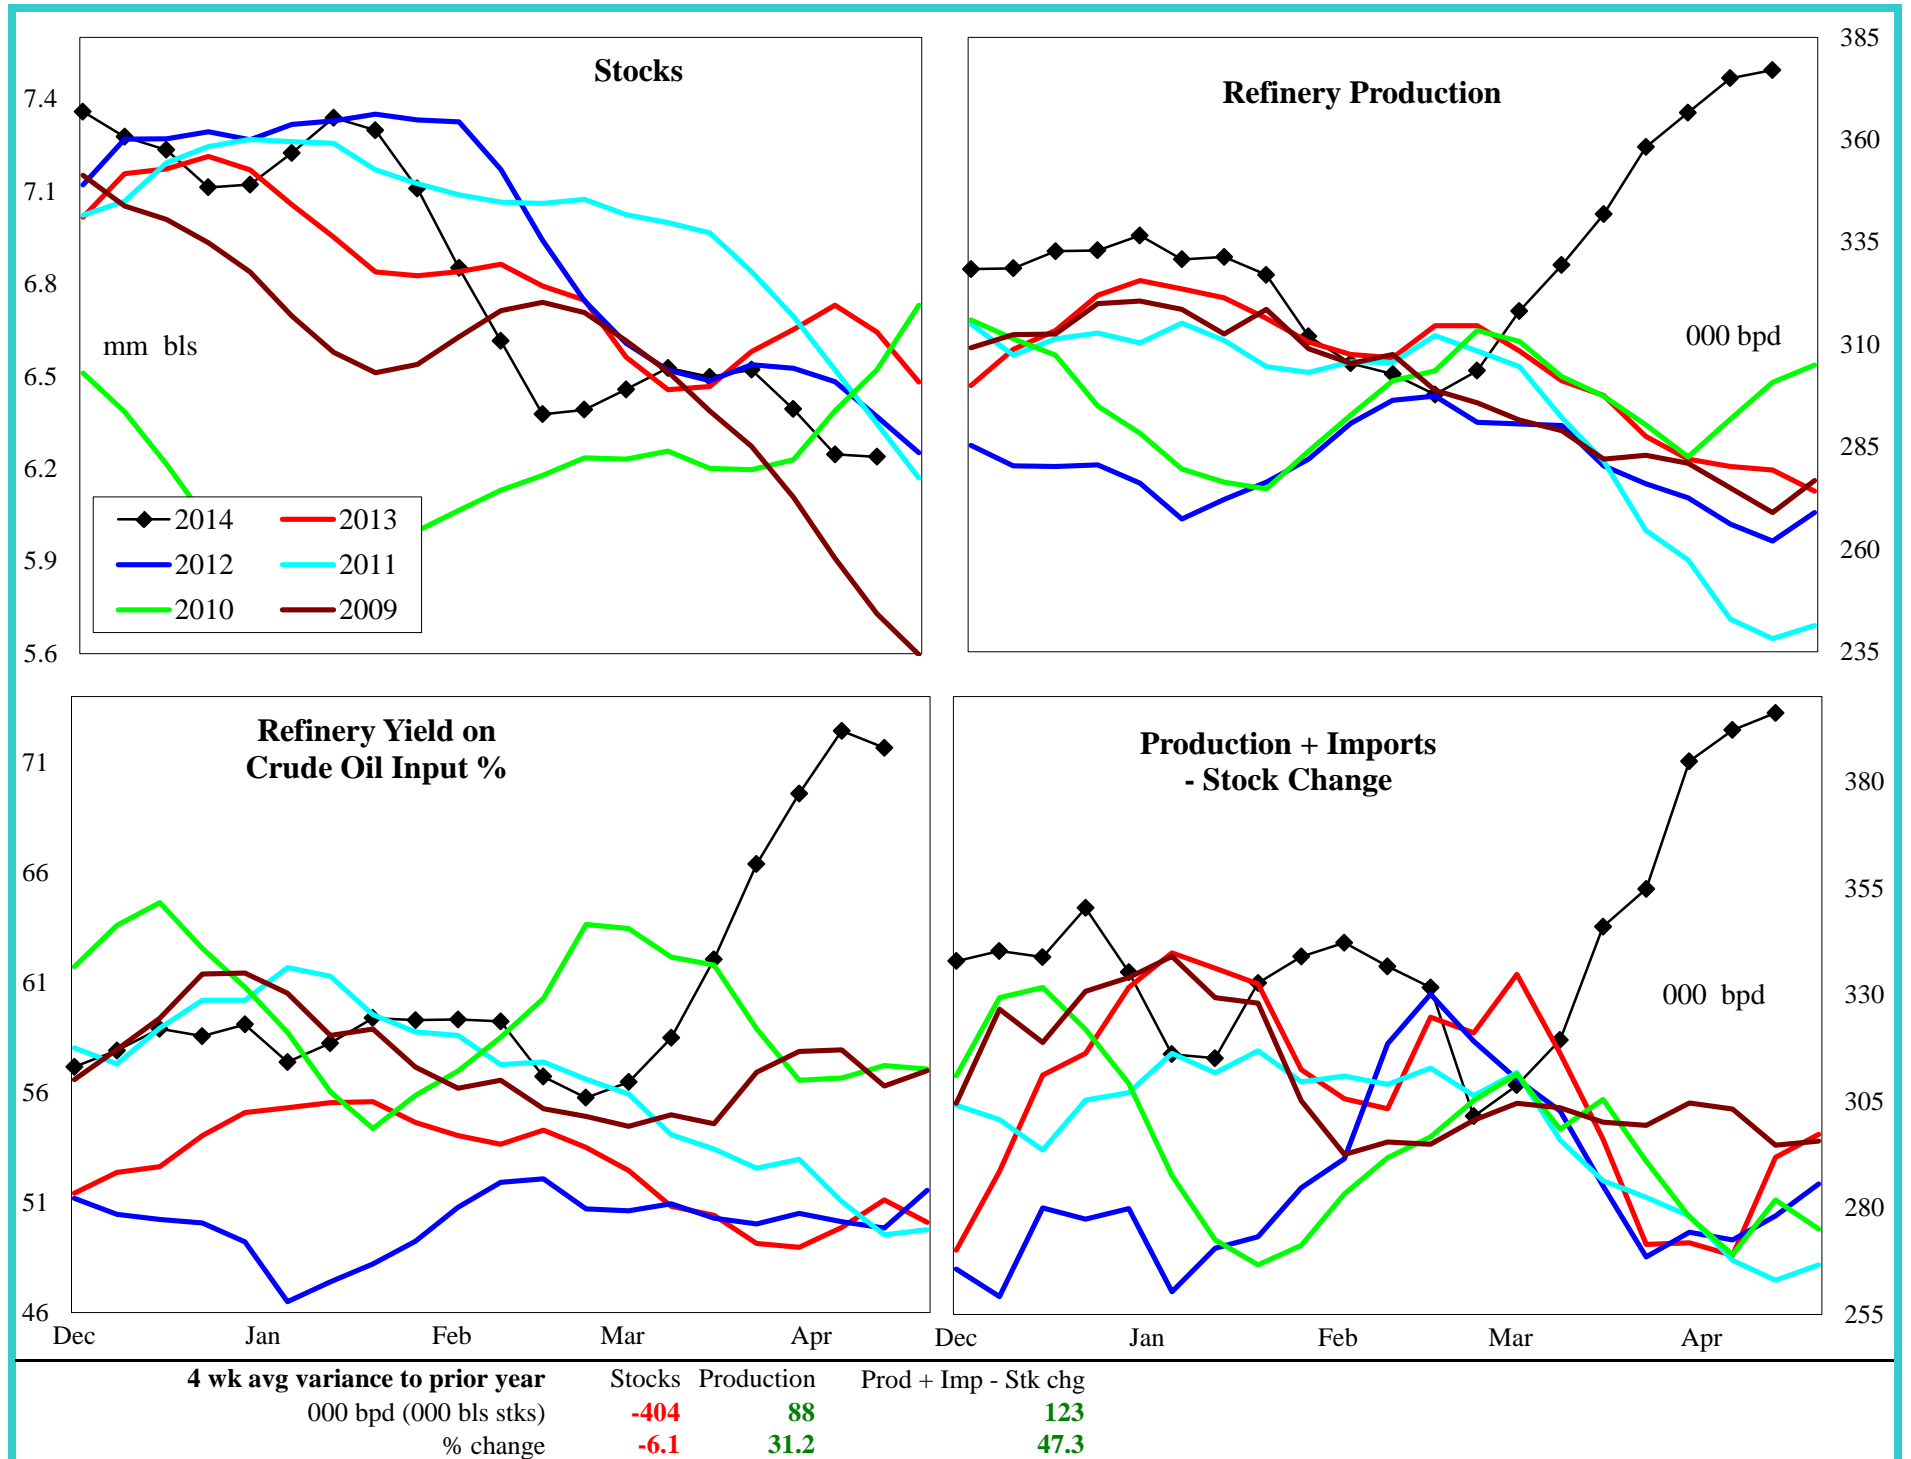 Stocks
7.4
7.1
6.8
6.5
6.2
5.9
5.6
mm bls
2014 2013
2012 2011
2010 2009
Refinery Production
385
360
335
310
285
260
235
000 bpd
Refinery Yield on
Crude Oil Input %
71
66
61
56
51
46
Dec Jan Feb Mar Apr
Production + Imports
- Stock Change
380
355
330
305
280
255
000 bpd
Dec Jan Feb Mar Apr
4 wk avg variance to prior year Stocks Production Prod + Imp - Stk chg
000 bpd (000 bls stks) -404 88 123
% change -6.1 31.2 47.3